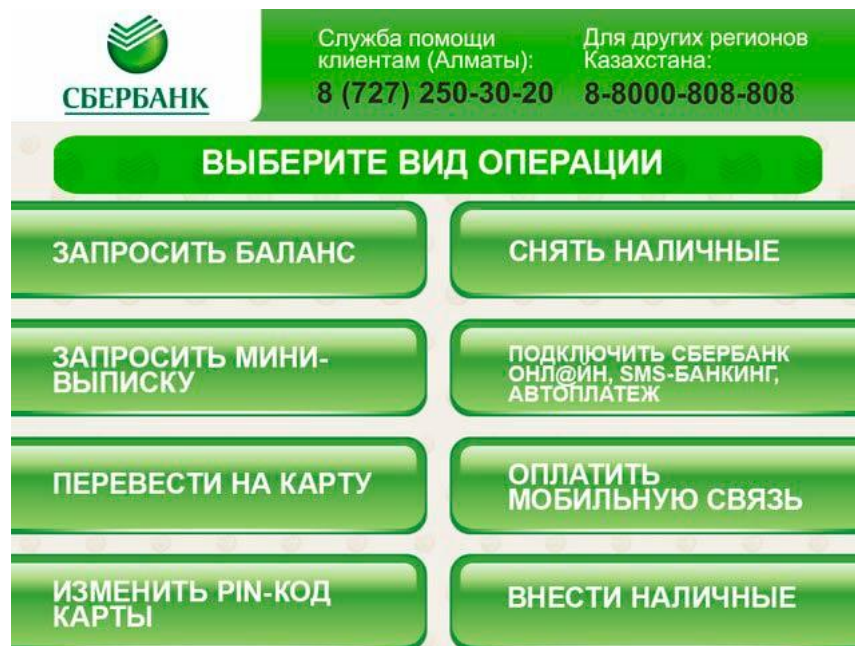 СБЕРБАНК
Служба помощи
клиентам (Алматы):
8 (727) 250-30-20
Для других регионов
Казахстана:
8-8000-808-808
ВЫБЕРИТЕ ВИД ОПЕРАЦИИ
ЗАПРОСИТЬ БАЛАНС
СНЯТЬ НАЛИЧНЫЕ
ЗАПРОСИТЬ МИНИ-
ВЫПИСКУ
ПОДКЛЮЧИТЬ СБЕРБАНК
ОНЛ@ЙН, SMS-БАНКИНГ,
АВТОПЛАТЕЖ
ПЕРЕВЕСТИ НА КАРТУ
ОПЛАТИТЬ
МОБИЛЬНУЮ СВЯЗЬ
ИЗМЕНИТЬ PIN-КОД
КАРТЫ
ВНЕСТИ НАЛИЧНЫЕ